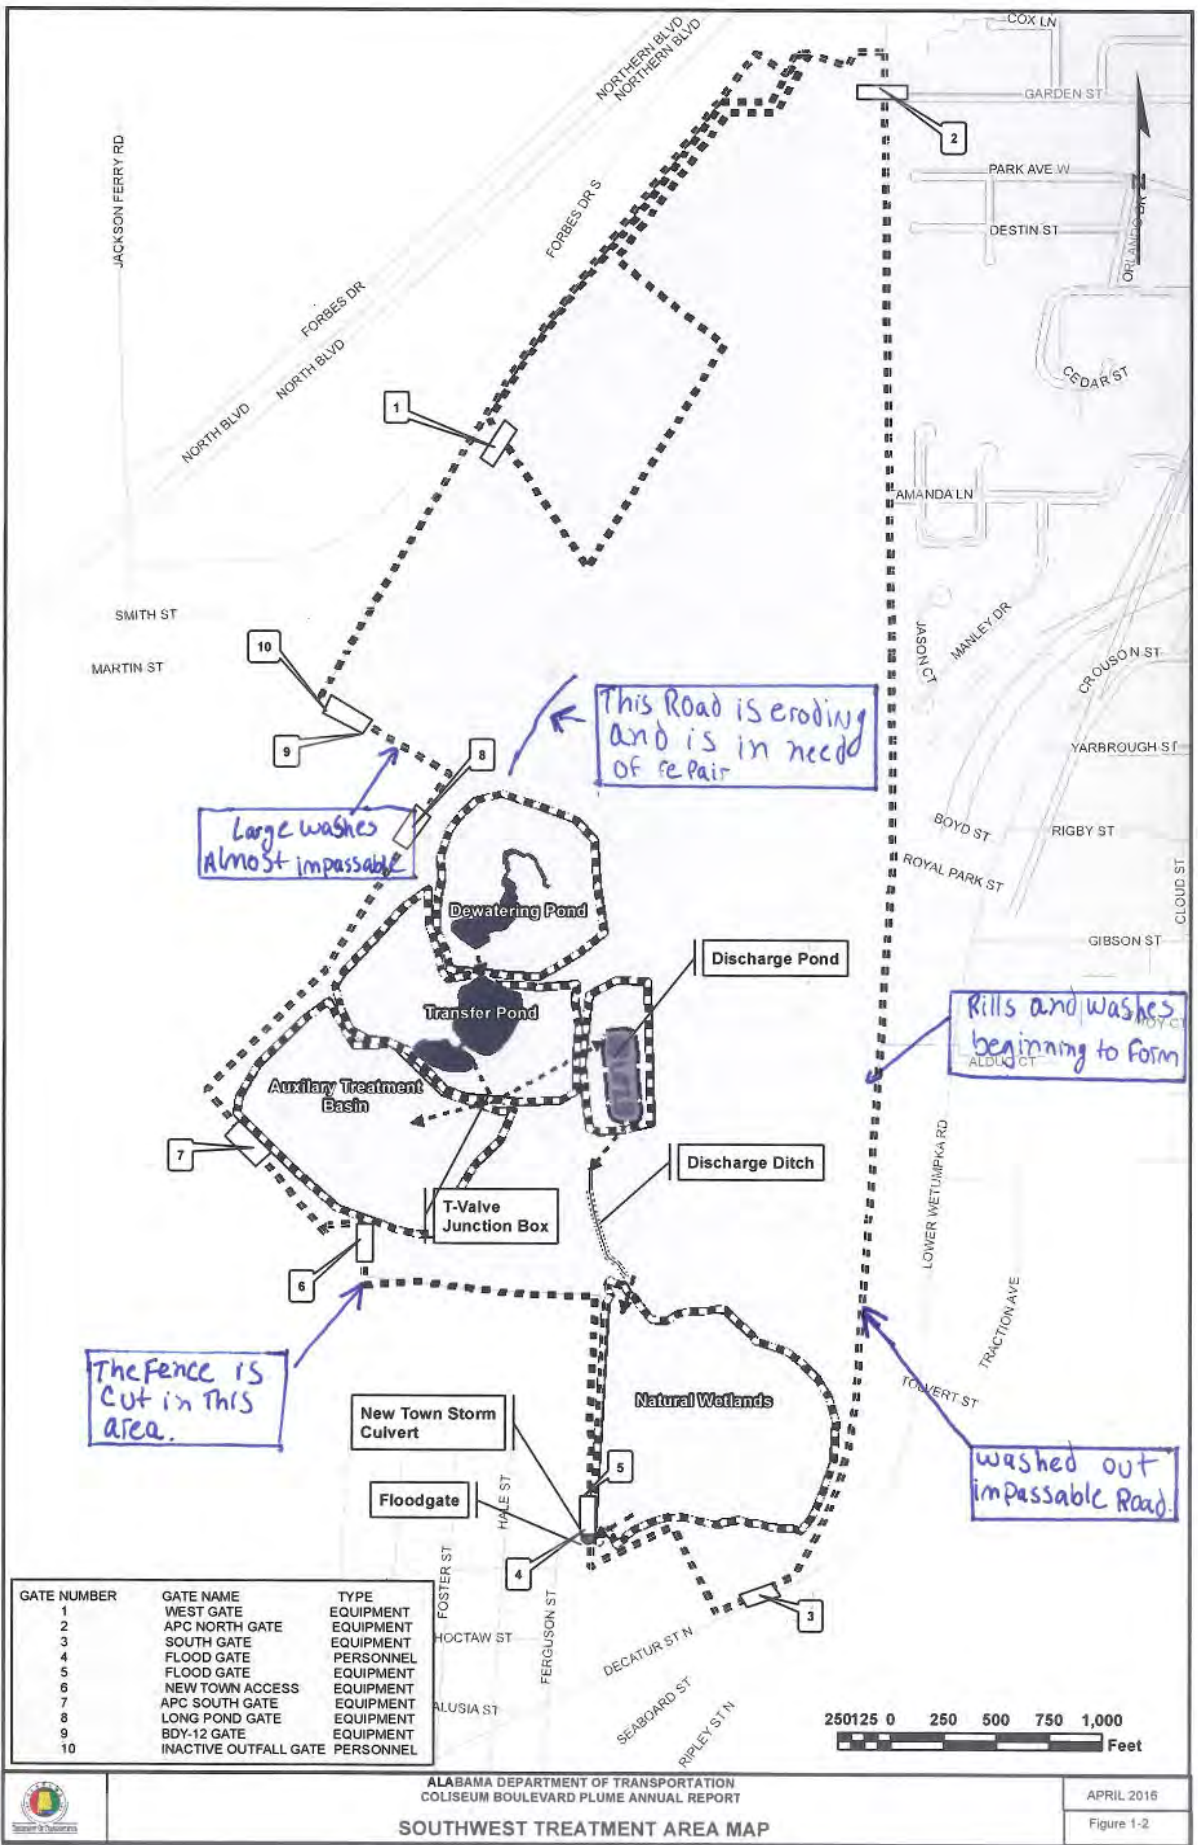 COX LN
NORTHERN BLVD
NORTHERN BLVD
GARDEN ST
2
JACKSON FERRY RD
PARK AVE W
FORBES DR S
DESTIN ST
ORLANDO DR
N
FORBES DR
NORTH BLVD
NORTH BLVD
CEDAR ST
1
AMANDA LN
SMITH ST
MARTIN ST
10
JASON CT
MANLEY DR
CROUSON ST
This Road is eroding
and is in need
of repair
9
8
YARBROUGH ST
Large washes
Almost impassable
BOYD ST
RIGBY ST
ROYAL PARK ST
CLOUD ST
Dewatering Pond
GIBSON ST
Discharge Pond
Transfer Pond
Rills and washes
beginning to form
ALDUG CT
Auxilary Treatment
Basin
7
Discharge Ditch
LOWER WETUMPKA RD
T-Valve
Junction Box
6
TRACTION AVE
The Fence is
Cut in This
area.
TOLVERT ST
Natural Wetlands
New Town Storm
Culvert
washed out
impassable Road.
5
Floodgate
HALE ST
4
FOSTER ST
3
FERGUSON ST
HOCTAW ST
DECATUR ST N
ALUSIA ST
SEABOARD ST
RIPLEY ST N
GATE NUMBER GATE NAME TYPE
1 WEST GATE EQUIPMENT
2 APC NORTH GATE EQUIPMENT
3 SOUTH GATE EQUIPMENT
4 FLOOD GATE PERSONNEL
5 FLOOD GATE EQUIPMENT
6 NEW TOWN ACCESS EQUIPMENT
7 APC SOUTH GATE EQUIPMENT
8 LONG POND GATE EQUIPMENT
9 BDY-12 GATE EQUIPMENT
10 INACTIVE OUTFALL GATE PERSONNEL
250 125 0 250 500 750 1,000
Feet
ALABAMA DEPARTMENT OF TRANSPORTATION
COLISEUM BOULEVARD PLUME ANNUAL REPORT
SOUTHWEST TREATMENT AREA MAP
APRIL 2016
Figure 1-2